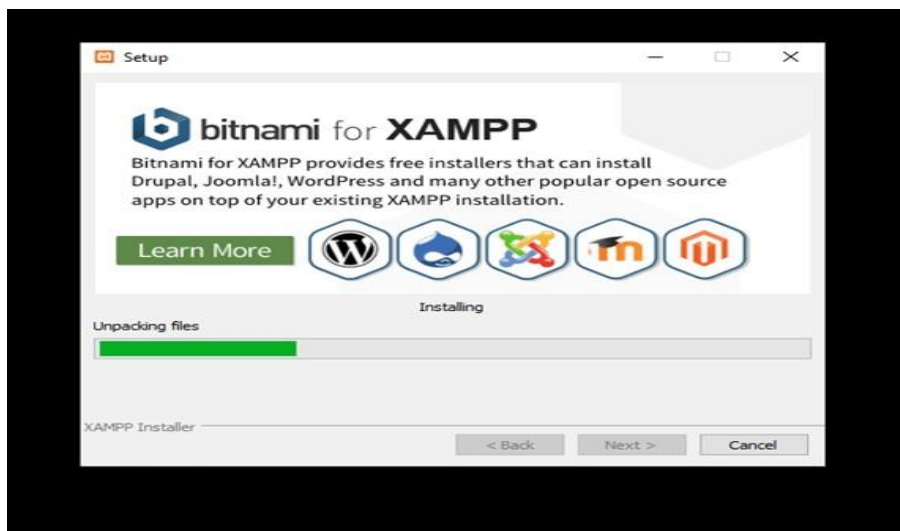 Setup
bitnami for XAMPP
Bitnami for XAMPP provides free installers that can install
Drupal, Joomla!, WordPress and many other popular open source
apps on top of your existing XAMPP installation.
Learn More
Installing
Unpacking files
XAMPP Installer
< Back Next > Cancel